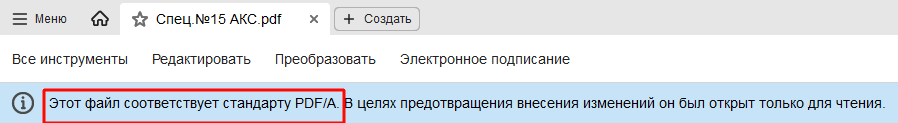 Меню Спец.№15 АКС.pdf Создать
Все инструменты Редактировать Преобразовать Электронное подписание
Этот файл соответствует стандарту PDF/A. В целях предотвращения внесения изменений он был открыт только для чтения.